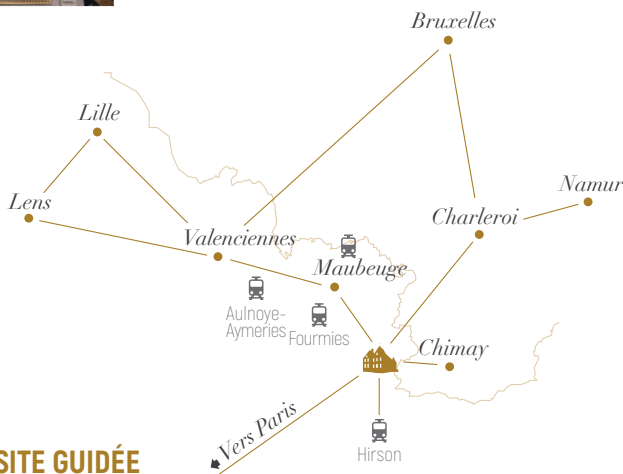 Bruxelles
Lille
Namur
Lens
Charleroi
Valenciennes
Maubeuge
Aulnoye-
Aymeries
Fourmies
Chimay
Vers Paris
Hirson
SITE GUIDÉE